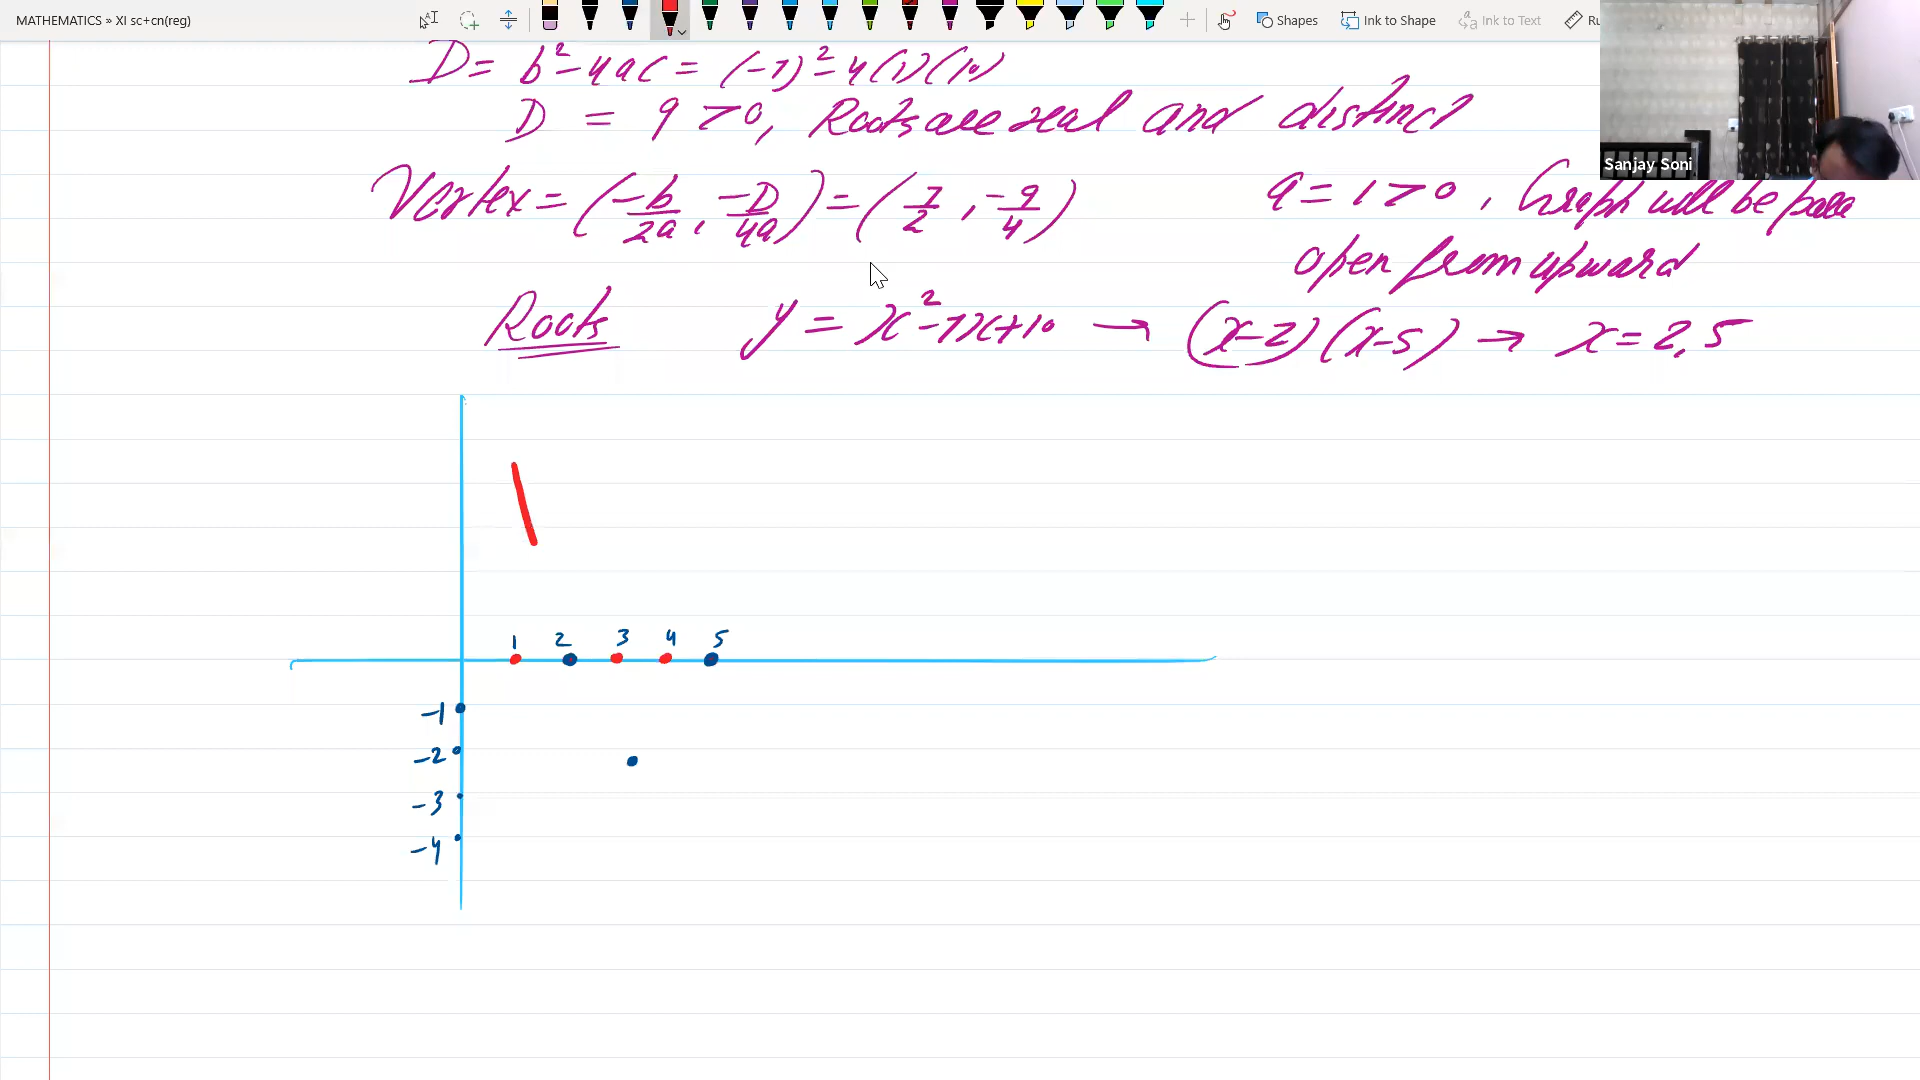 MATHEMATICS » XI sc+cn(reg)
Shapes
Ink to Shape
Ink to Text
Ru
Sanjay Soni
D = b² - 4ac = (-7)² - 4(1)(10)
D = 9 > 0, Roots are real and distinct
Vertex = (-b/2a, -D/4a) = (7/2, -9/4)
a = 1 > 0, Graph will be
open from upward
Roots y = x² - 7x + 10 → (x-2)(x-5) → x = 2, 5
1 2 3 4 5
-1
-2
-3
-4